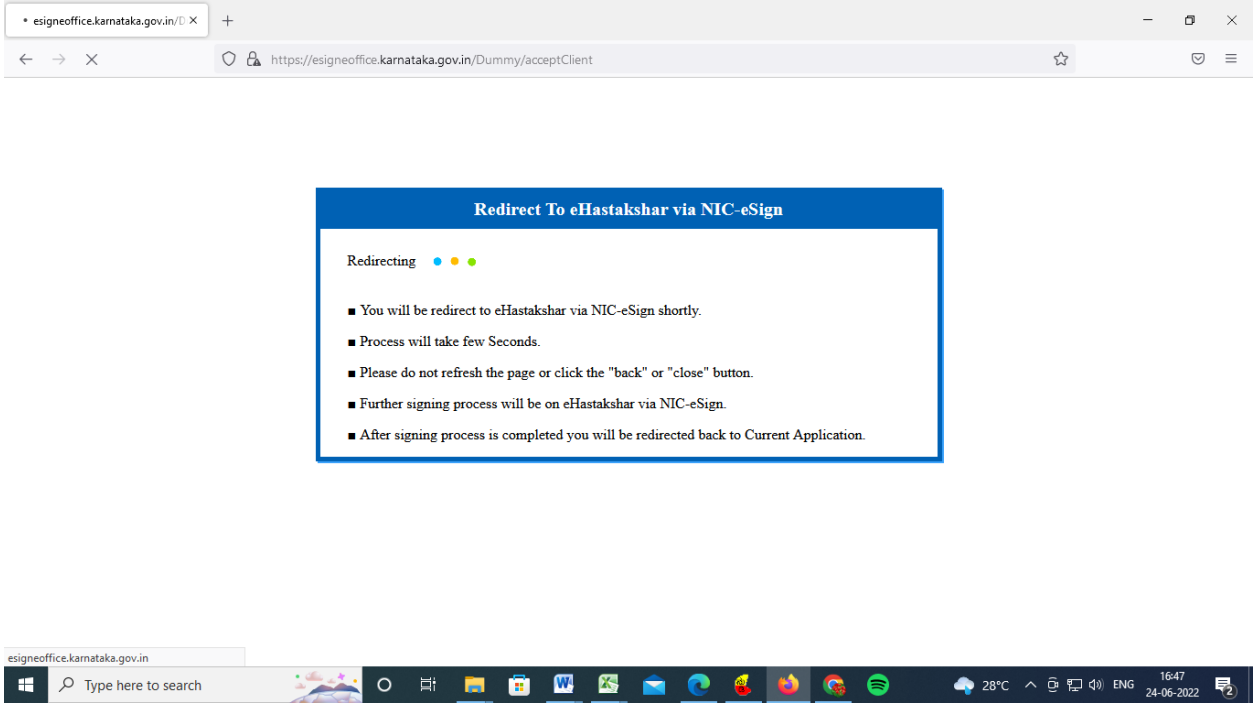 esigneoffice.karnataka.gov.in/D
https://esigneoffice.karnataka.gov.in/Dummy/acceptClient
Redirect To eHastakshar via NIC-eSign
Redirecting
■ You will be redirect to eHastakshar via NIC-eSign shortly.
■ Process will take few Seconds.
■ Please do not refresh the page or click the "back" or "close" button.
■ Further signing process will be on eHastakshar via NIC-eSign.
■ After signing process is completed you will be redirected back to Current Application.
esigneoffice.karnataka.gov.in
Type here to search
28°C
ENG
16:47
24-06-2022
2